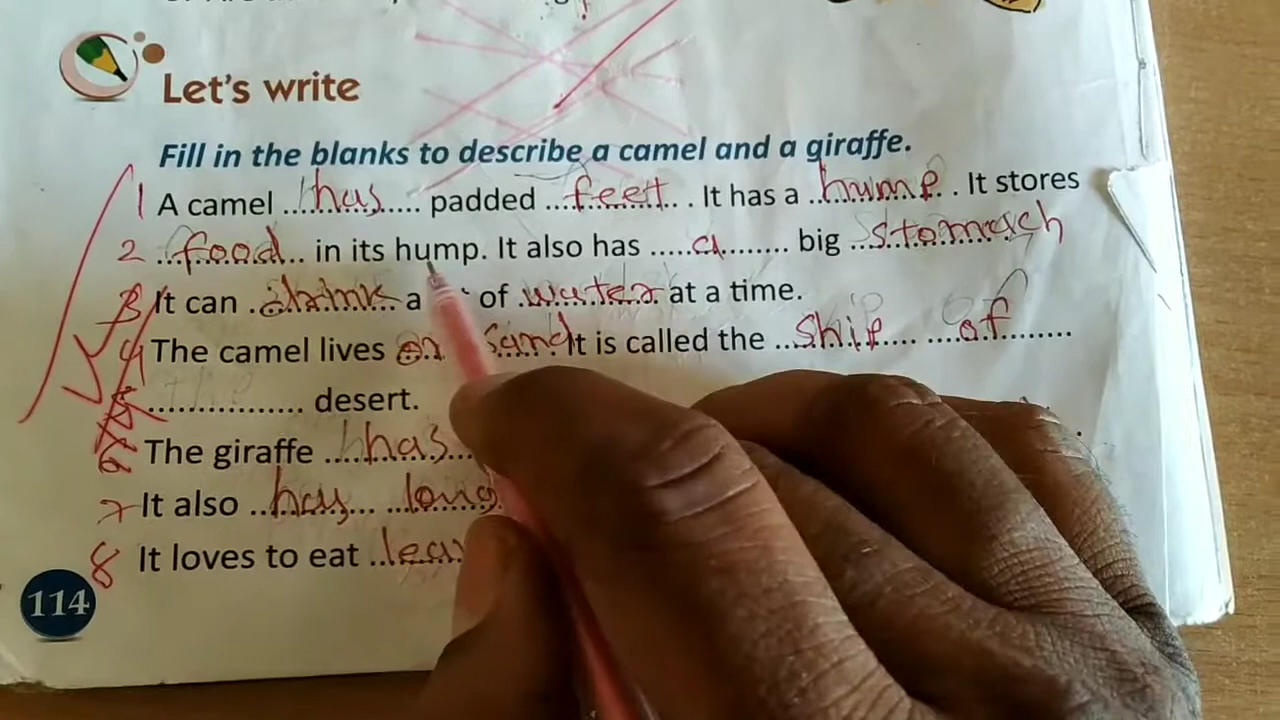 Let's write
Fill in the blanks to describe a camel and a giraffe.
1 A camel has padded feet. It has a hump. It stores
2 food in its hump. It also has a big stomach
3 It can drink a of water at a time.
4 The camel lives on sand It is called the ship of
5 the desert.
6 The giraffe has
7 It also has long
8 It loves to eat
114